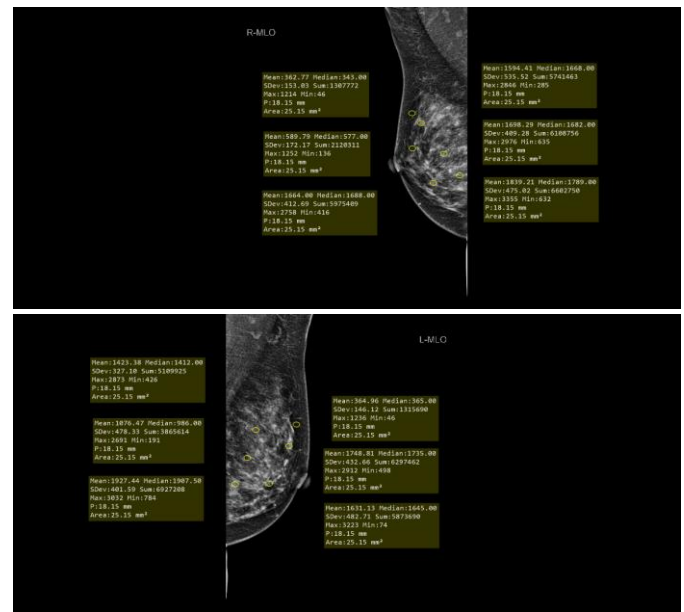 R-MLO
Mean:362.77 Median:343.00
SDev:153.03 Sum:1307772
Max:1214 Min:46
P:18.15 mm
Area:25.15 mm²
Mean:589.79 Median:577.00
SDev:172.17 Sum:2120311
Max:1252 Min:136
P:18.15 mm
Area:25.15 mm²
Mean:1664.00 Median:1688.00
SDev:412.69 Sum:5975409
Max:2758 Min:416
P:18.15 mm
Area:25.15 mm²
Mean:1594.41 Median:1668.00
SDev:535.52 Sum:5741463
Max:2846 Min:205
P:18.15 mm
Area:25.15 mm²
Mean:1698.29 Median:1682.00
SDev:409.28 Sum:6108756
Max:2976 Min:635
P:18.15 mm
Area:25.15 mm²
Mean:1839.21 Median:1789.00
SDev:475.02 Sum:6602750
Max:3355 Min:632
P:18.15 mm
Area:25.15 mm²
L-MLO
Mean:1423.38 Median:1412.00
SDev:327.10 Sum:5109925
Max:2873 Min:426
P:18.15 mm
Area:25.15 mm²
Mean:1076.47 Median:986.00
SDev:478.33 Sum:3865614
Max:2691 Min:191
P:18.15 mm
Area:25.15 mm²
Mean:1927.44 Median:1907.50
SDev:401.59 Sum:6927208
Max:3032 Min:784
P:18.15 mm
Area:25.15 mm²
Mean:364.96 Median:365.00
SDev:146.12 Sum:1315690
Max:1236 Min:46
P:18.15 mm
Area:25.15 mm²
Mean:1748.81 Median:1735.00
SDev:432.66 Sum:6297462
Max:2912 Min:498
P:18.15 mm
Area:25.15 mm²
Mean:1631.13 Median:1645.00
SDev:482.71 Sum:5873690
Max:3223 Min:74
P:18.15 mm
Area:25.15 mm²